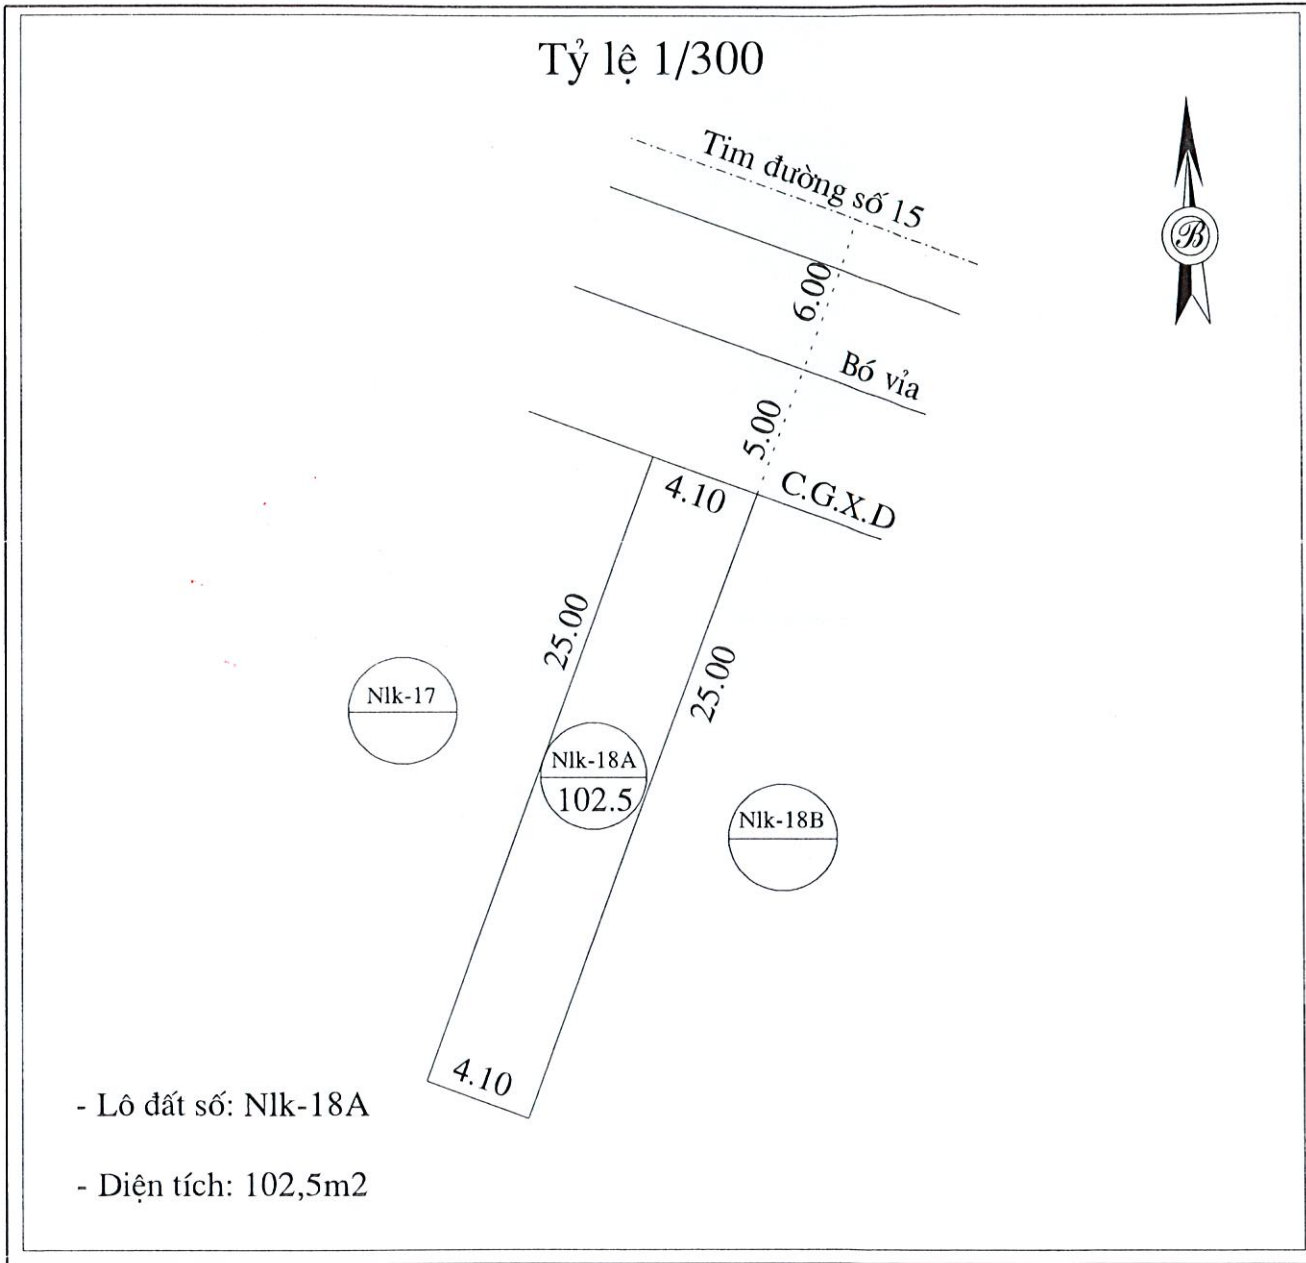 Tỷ lệ 1/300
Tim đường số 15
B
6.00
Bó vỉa
5.00
C.G.X.D
4.10
25.00
25.00
Nlk-17
Nlk-18A
102.5
Nlk-18B
4.10
- Lô đất số: Nlk-18A
- Diện tích: 102,5m2